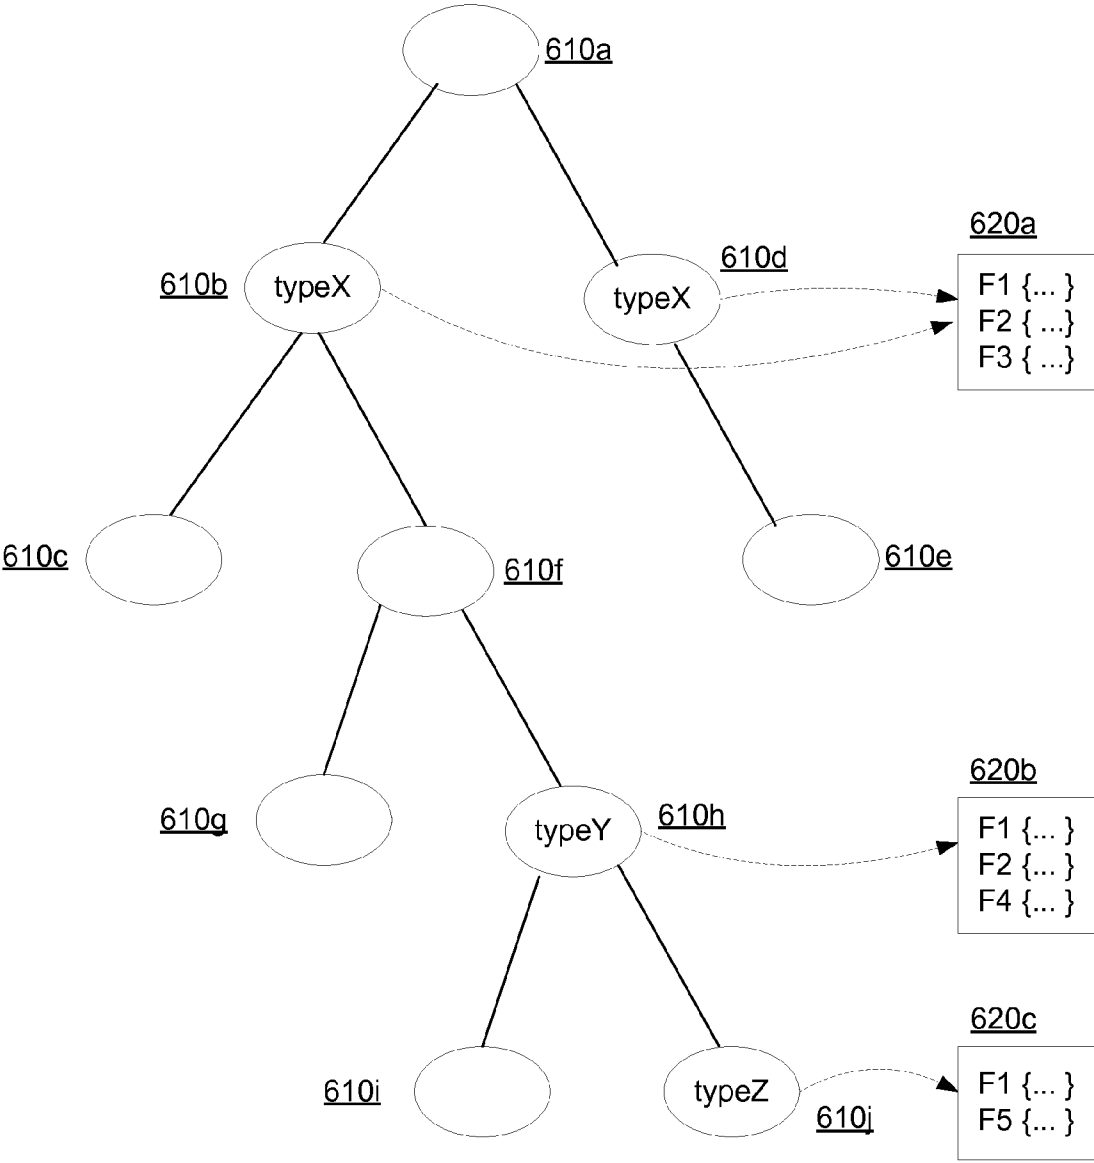 610a
620a
610d
610b
typeX
typeX
F1 {... }
F2 { ...}
F3 { ...}
610c
610f
610e
620b
610g
typeY
610h
F1 {... }
F2 {... }
F4 {... }
620c
610i
typeZ
610j
F1 {... }
F5 {... }